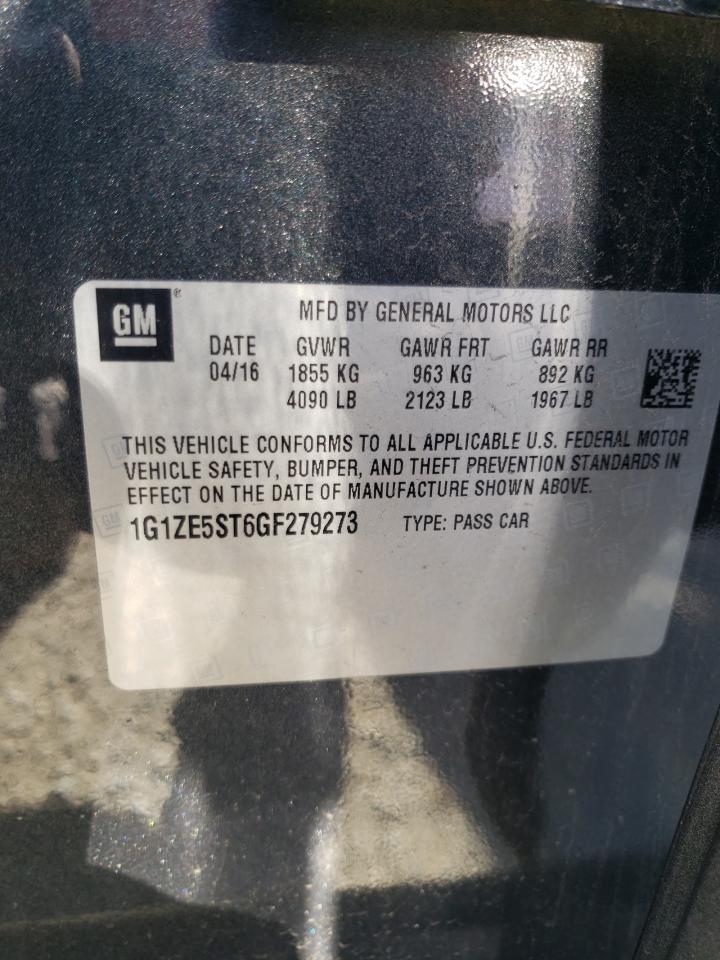 GM®
MFD BY GENERAL MOTORS LLC
DATE GVWR GAWR FRT GAWR RR
04/16 1855 KG 963 KG 892 KG
4090 LB 2123 LB 1967 LB
THIS VEHICLE CONFORMS TO ALL APPLICABLE U.S. FEDERAL MOTOR
VEHICLE SAFETY, BUMPER, AND THEFT PREVENTION STANDARDS IN
EFFECT ON THE DATE OF MANUFACTURE SHOWN ABOVE.
1G1ZE5ST6GF279273 TYPE: PASS CAR